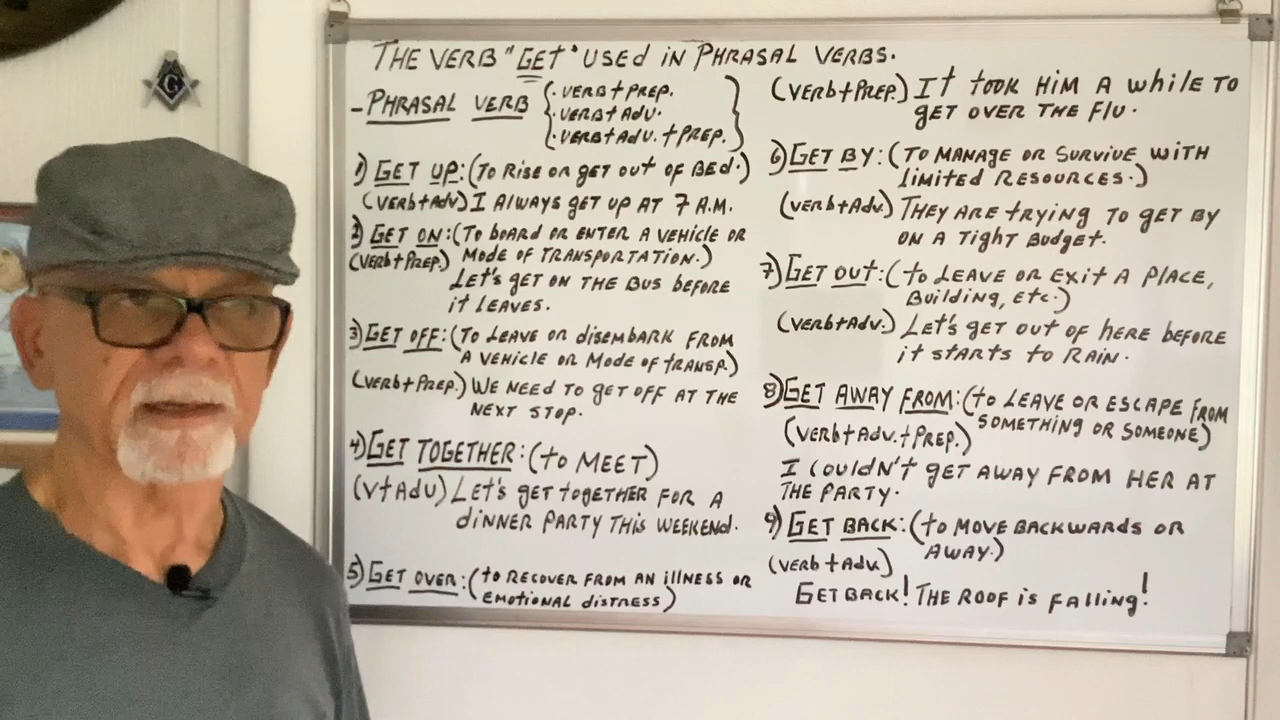 G
THE VERB "GET" USED IN PHRASAL VERBS.
- PHRASAL VERB { · VERB + PREP. }
· VERB + ADV.
· VERB + ADV. + PREP.
1) GET UP: (TO RISE OR GET OUT OF BED.)
(VERB + ADV) I ALWAYS GET UP AT 7 A.M.
2) GET ON: (TO BOARD OR ENTER A VEHICLE OR
(VERB + PREP.) MODE OF TRANSPORTATION.)
LET'S GET ON THE BUS BEFORE
IT LEAVES.
3) GET OFF: (TO LEAVE OR DISEMBARK FROM
A VEHICLE OR MODE OF TRANSP.)
(VERB + PREP.) WE NEED TO GET OFF AT THE
NEXT STOP.
4) GET TOGETHER: (TO MEET)
(V + ADV) LET'S GET TOGETHER FOR A
DINNER PARTY THIS WEEKEND.
5) GET OVER: (TO RECOVER FROM AN ILLNESS OR
EMOTIONAL DISTRESS)
(VERB + PREP.) IT TOOK HIM A WHILE TO
GET OVER THE FLU.
6) GET BY: (TO MANAGE OR SURVIVE WITH
LIMITED RESOURCES.)
(VERB + ADV.) THEY ARE TRYING TO GET BY
ON A TIGHT BUDGET.
7) GET OUT: (TO LEAVE OR EXIT A PLACE,
BUILDING, ETC.)
(VERB + ADV.) LET'S GET OUT OF HERE BEFORE
IT STARTS TO RAIN.
8) GET AWAY FROM: (TO LEAVE OR ESCAPE FROM
SOMETHING OR SOMEONE)
(VERB + ADV. + PREP.)
I COULDN'T GET AWAY FROM HER AT
THE PARTY.
9) GET BACK: (TO MOVE BACKWARDS OR
AWAY.)
(VERB + ADV.)
GET BACK! THE ROOF IS FALLING!